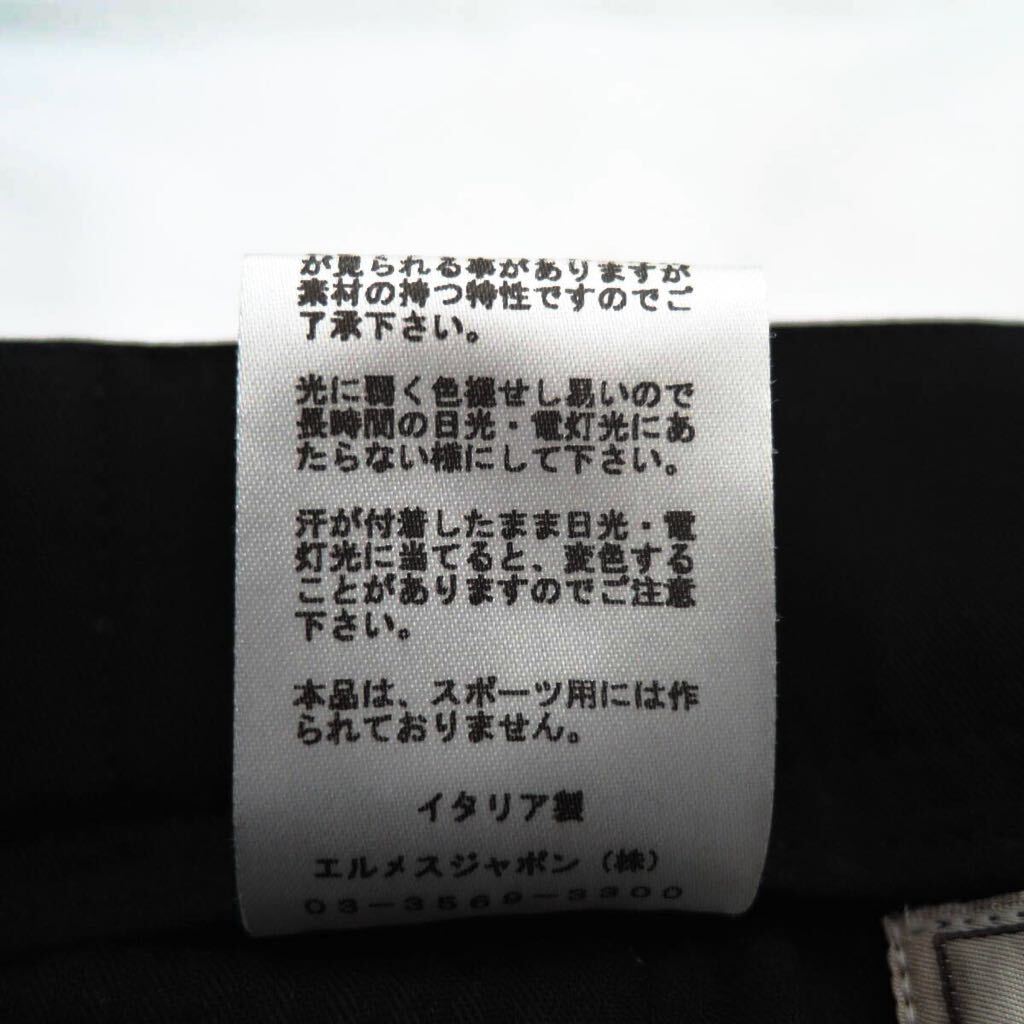 が見られる事がありますが
素材の持つ特性ですのでご
了承下さい。
光に弱く色褪せし易いので
長時間の日光・電灯光にあ
たらない様にして下さい。
汗が付着したまま日光・電
灯光に当てると、変色する
ことがありますのでご注意
下さい。
本品は、スポーツ用には作
られておりません。
イタリア製
エルメスジャポン（株）
03-3569-3300